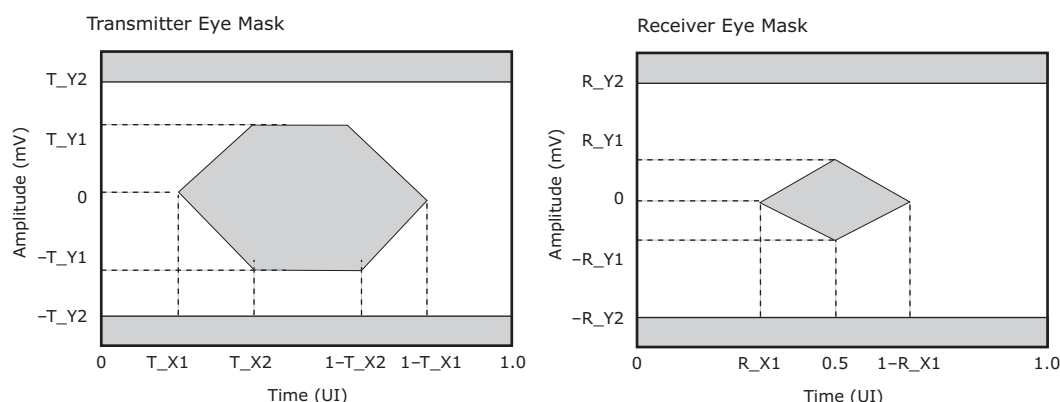 Transmitter Eye Mask
T_Y2
T_Y1
0
–T_Y1
–T_Y2
Amplitude (mV)
0 T_X1 T_X2 1–T_X2 1–T_X1 1.0
Time (UI)
Receiver Eye Mask
R_Y2
R_Y1
0
–R_Y1
–R_Y2
Amplitude (mV)
0 R_X1 0.5 1–R_X1 1.0
Time (UI)